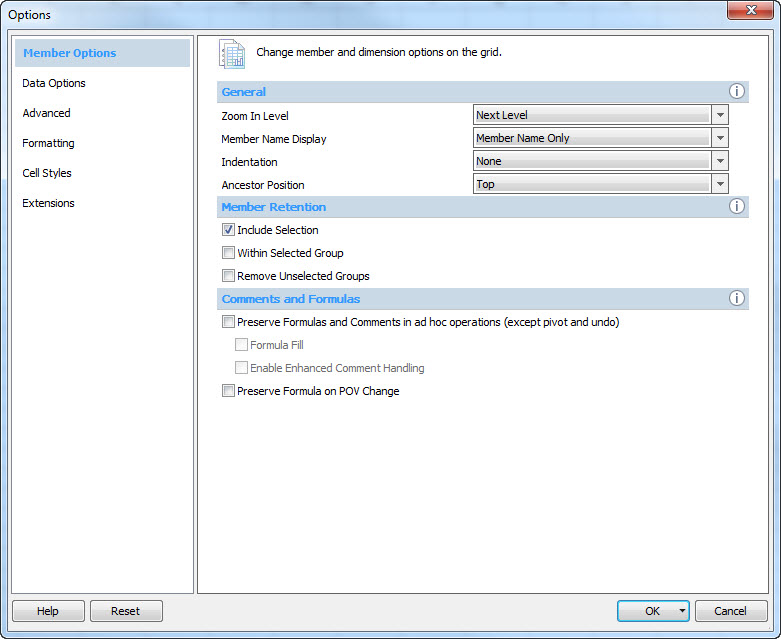 Options
Member Options
Data Options
Advanced
Formatting
Cell Styles
Extensions
Change member and dimension options on the grid.
General
Zoom In Level Next Level
Member Name Display Member Name Only
Indentation None
Ancestor Position Top
Member Retention
Include Selection
Within Selected Group
Remove Unselected Groups
Comments and Formulas
Preserve Formulas and Comments in ad hoc operations (except pivot and undo)
Formula Fill
Enable Enhanced Comment Handling
Preserve Formula on POV Change
Help Reset OK Cancel